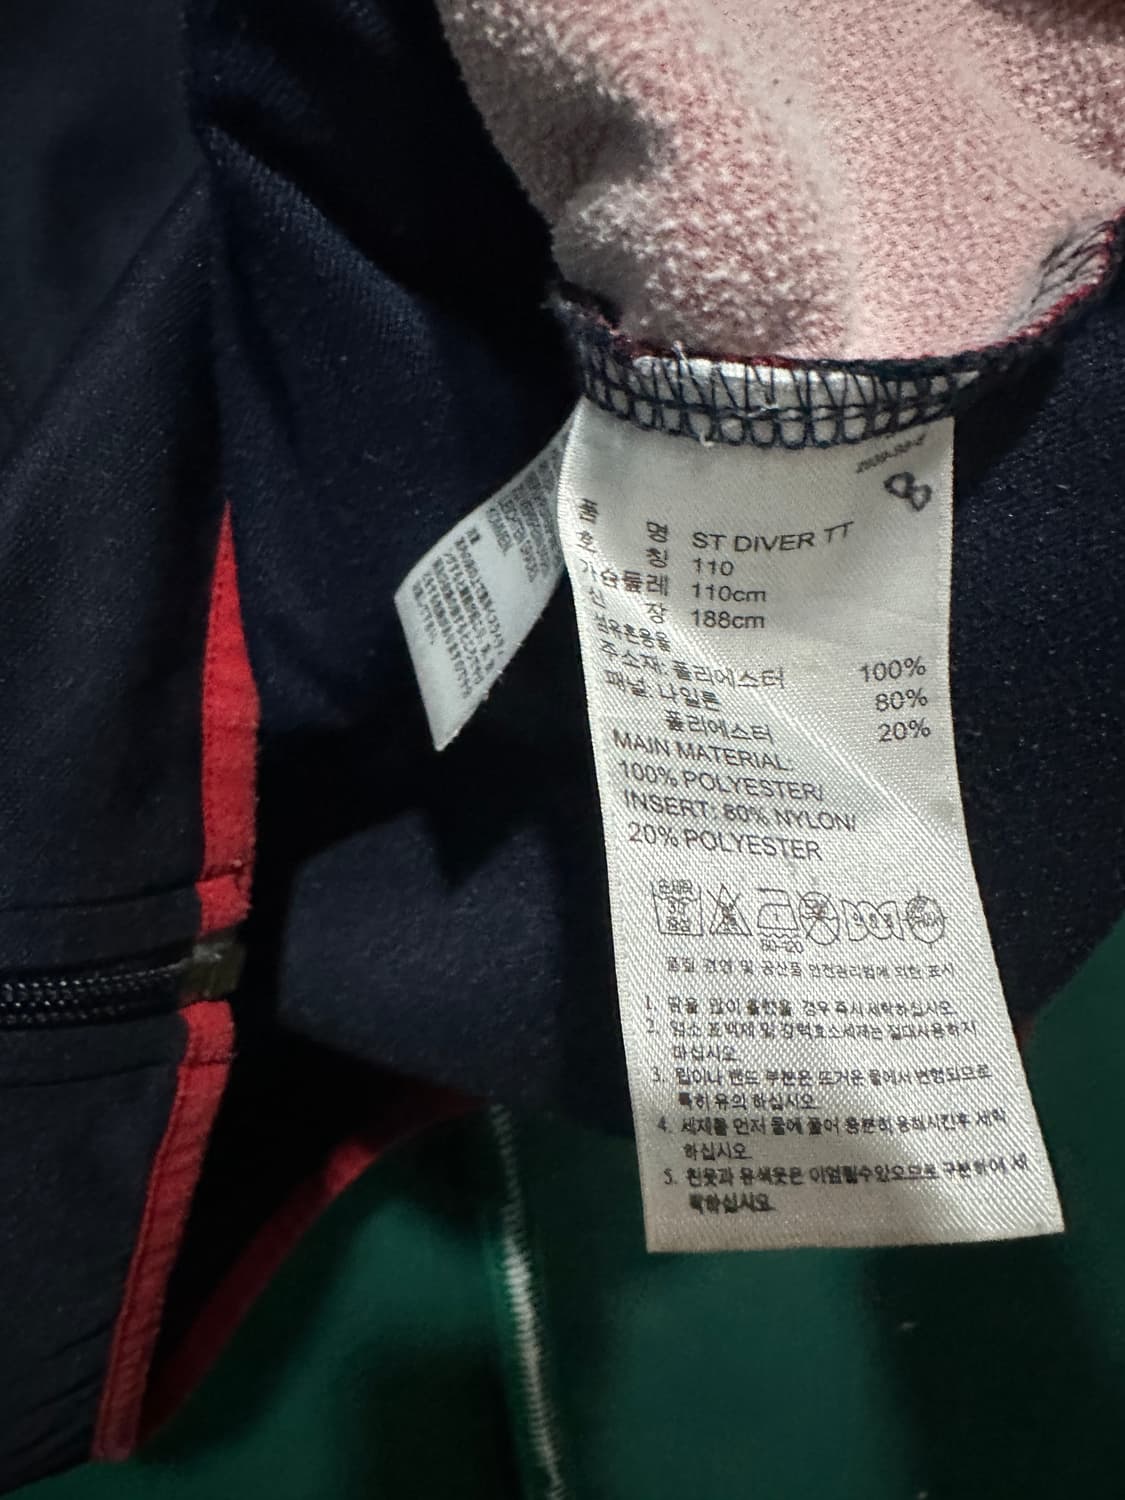 품 명 ST DIVER TT
호 칭 110
가슴둘레 110cm
신 장 188cm
섬유혼용율
주소재: 폴리에스터 100%
패널: 나일론 80%
폴리에스터 20%
MAIN MATERIAL:
100% POLYESTER/
INSERT: 80% NYLON/
20% POLYESTER
손세탁
80-120
품질 경영 및 공산품 안전관리법에 의한 표시
1. 땀을 많이 흘렸을 경우 즉시 세탁하십시오.
2. 염소 표백제 및 강력효소세제는 절대사용하지
마십시오.
3. 립이나 밴드 부분은 뜨거운 물에서 변형되므로
특히 유의 하십시오.
4. 세제를 먼저 물에 풀어 충분히 용해시킨후 세탁
하십시오.
5. 흰옷과 유색옷은 이염될수있으므로 구분하여 세
탁하십시오.